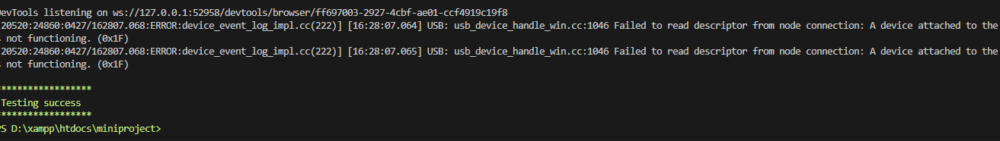 DevTools listening on ws://127.0.0.1:52958/devtools/browser/ff697003-2927-4cbf-ae01-ccf4919c19f8
20520:24860:0427/162807.068:ERROR:device_event_log_impl.cc(222)] [16:28:07.064] USB: usb_device_handle_win.cc:1046 Failed to read descriptor from node connection: A device attached to the
s not functioning. (0x1F)
20520:24860:0427/162807.068:ERROR:device_event_log_impl.cc(222)] [16:28:07.065] USB: usb_device_handle_win.cc:1046 Failed to read descriptor from node connection: A device attached to the
s not functioning. (0x1F)
******************
Testing success
******************
PS D:\xampp\htdocs\miniproject>